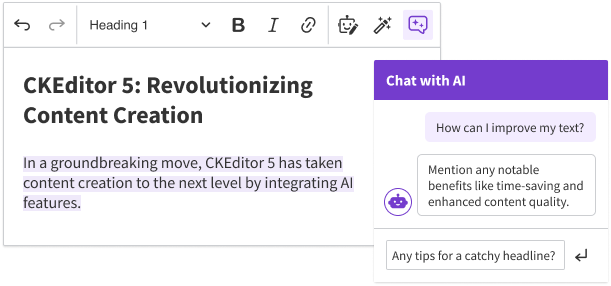 Heading 1
B
I
CKEditor 5: Revolutionizing
Content Creation
In a groundbreaking move, CKEditor 5 has taken
content creation to the next level by integrating AI
features.
Chat with AI
How can I improve my text?
Mention any notable
benefits like time-saving and
enhanced content quality.
Any tips for a catchy headline?